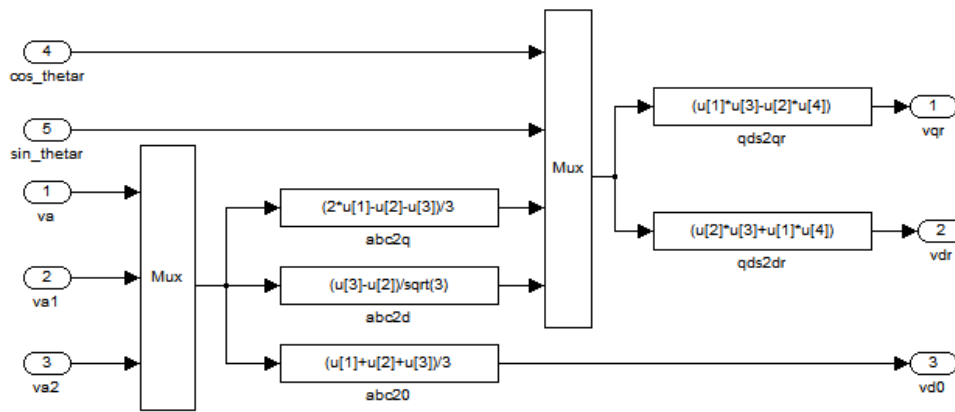 4
cos_thetar
5
sin_thetar
1
va
2
va1
3
va2
Mux
(2*u[1]-u[2]-u[3])/3
abc2q
(u[3]-u[2])/sqrt(3)
abc2d
(u[1]+u[2]+u[3])/3
abc20
Mux
(u[1]*u[3]-u[2]*u[4])
qds2qr
(u[2]*u[3]+u[1]*u[4])
qds2dr
1
vqr
2
vdr
3
vd0